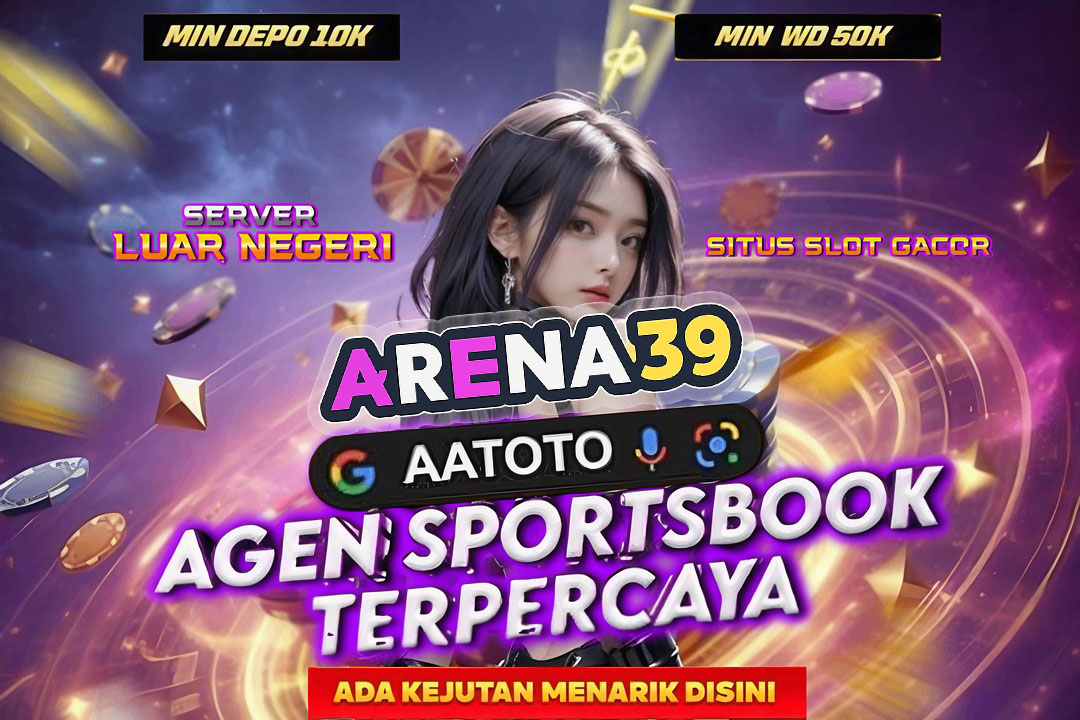 MIN DEPO 10K
MIN WD 50K
SERVER
LUAR NEGERI
SITUS SLOT GACOR
ARENA39
G AATOTO
AGEN SPORTSBOOK
TERPERCAYA
ADA KEJUTAN MENARIK DISINI